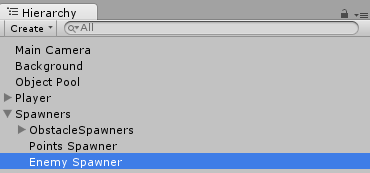 Hierarchy
Create All
Main Camera
Background
Object Pool
Player
Spawners
ObstacleSpawners
Points Spawner
Enemy Spawner